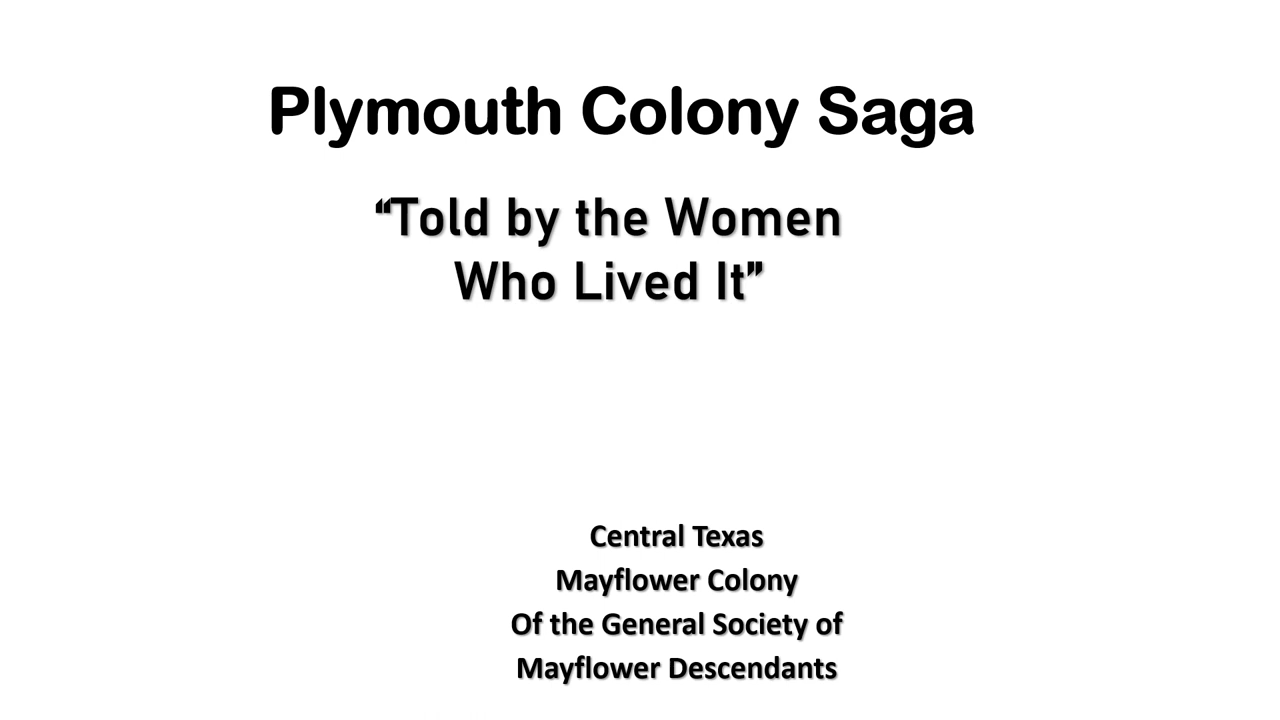 Plymouth Colony Saga
“Told by the Women
Who Lived It”
Central Texas
Mayflower Colony
Of the General Society of
Mayflower Descendants